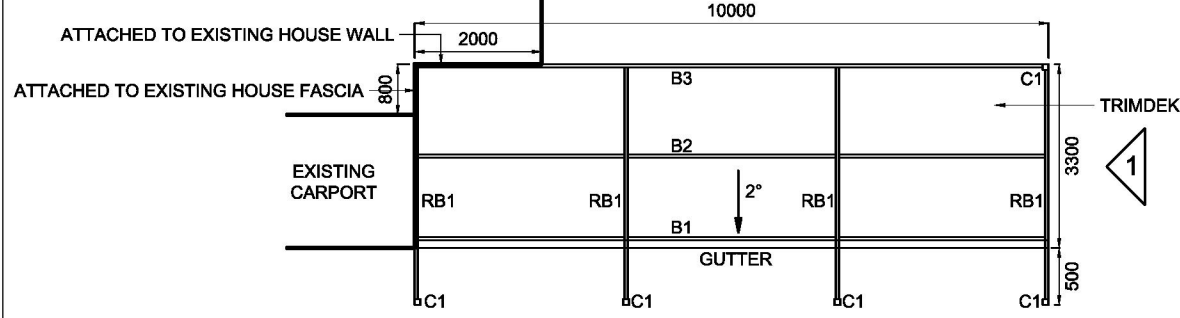 10000
ATTACHED TO EXISTING HOUSE WALL
2000
ATTACHED TO EXISTING HOUSE FASCIA
800
B3
C1
TRIMDEK
B2
3300
1
EXISTING
CARPORT
RB1
RB1
2°
RB1
RB1
B1
GUTTER
500
C1
C1
C1
C1